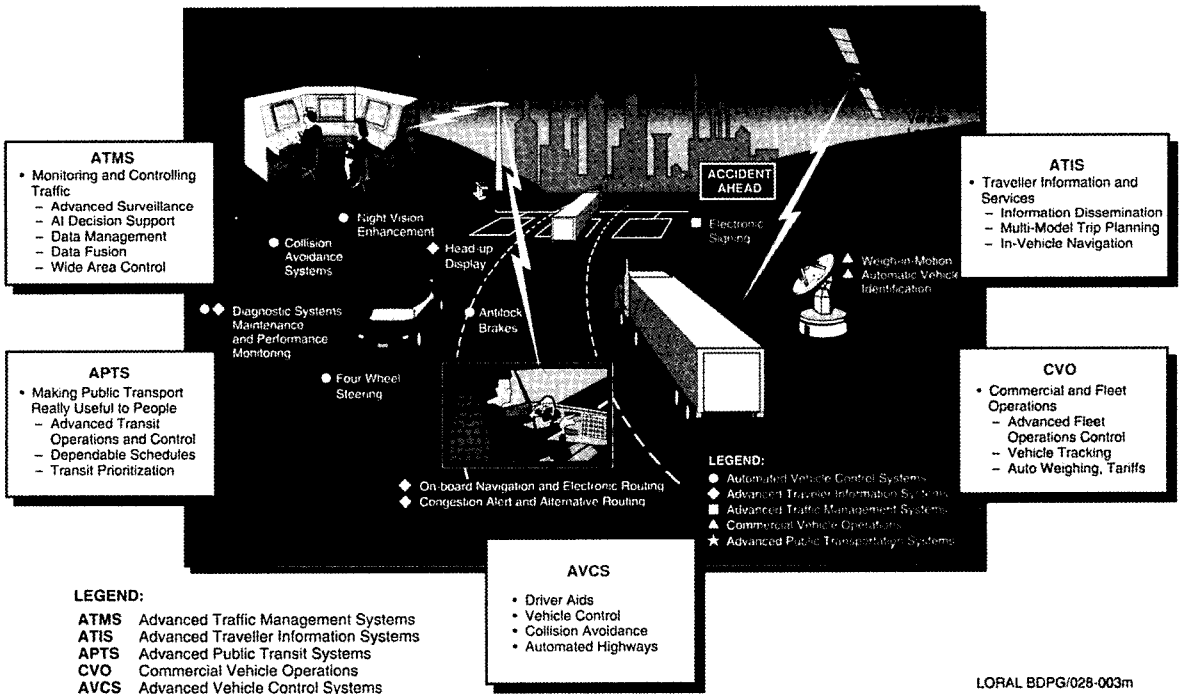 ACCIDENT
AHEAD
ATMS
• Monitoring and Controlling
Traffic
– Advanced Surveillance
– AI Decision Support
– Data Management
– Data Fusion
– Wide Area Control
ATIS
• Traveller Information and
Services
– Information Dissemination
– Multi-Model Trip Planning
– In-Vehicle Navigation
Night Vision
Enhancement
Collision
Avoidance
Systems
Head-up
Display
Electronic
Signing
Weigh-in-Motion
Automatic Vehicle
Identification
Diagnostic Systems
Maintenance
and Performance
Monitoring
Antilock
Brakes
Four Wheel
Steering
APTS
• Making Public Transport
Really Useful to People
– Advanced Transit
Operations and Control
– Dependable Schedules
– Transit Prioritization
CVO
• Commercial and Fleet
Operations
– Advanced Fleet
Operations Control
– Vehicle Tracking
– Auto Weighing, Tariffs
On-board Navigation and Electronic Routing
Congestion Alert and Alternative Routing
LEGEND:
● Automated Vehicle Control Systems
◆ Advanced Traveler Information Systems
■ Advanced Traffic Management Systems
▲ Commercial Vehicle Operations
★ Advanced Public Transportation Systems
AVCS
• Driver Aids
• Vehicle Control
• Collision Avoidance
• Automated Highways
LEGEND:
ATMS Advanced Traffic Management Systems
ATIS Advanced Traveller Information Systems
APTS Advanced Public Transit Systems
CVO Commercial Vehicle Operations
AVCS Advanced Vehicle Control Systems
LORAL BDPG/028-003m